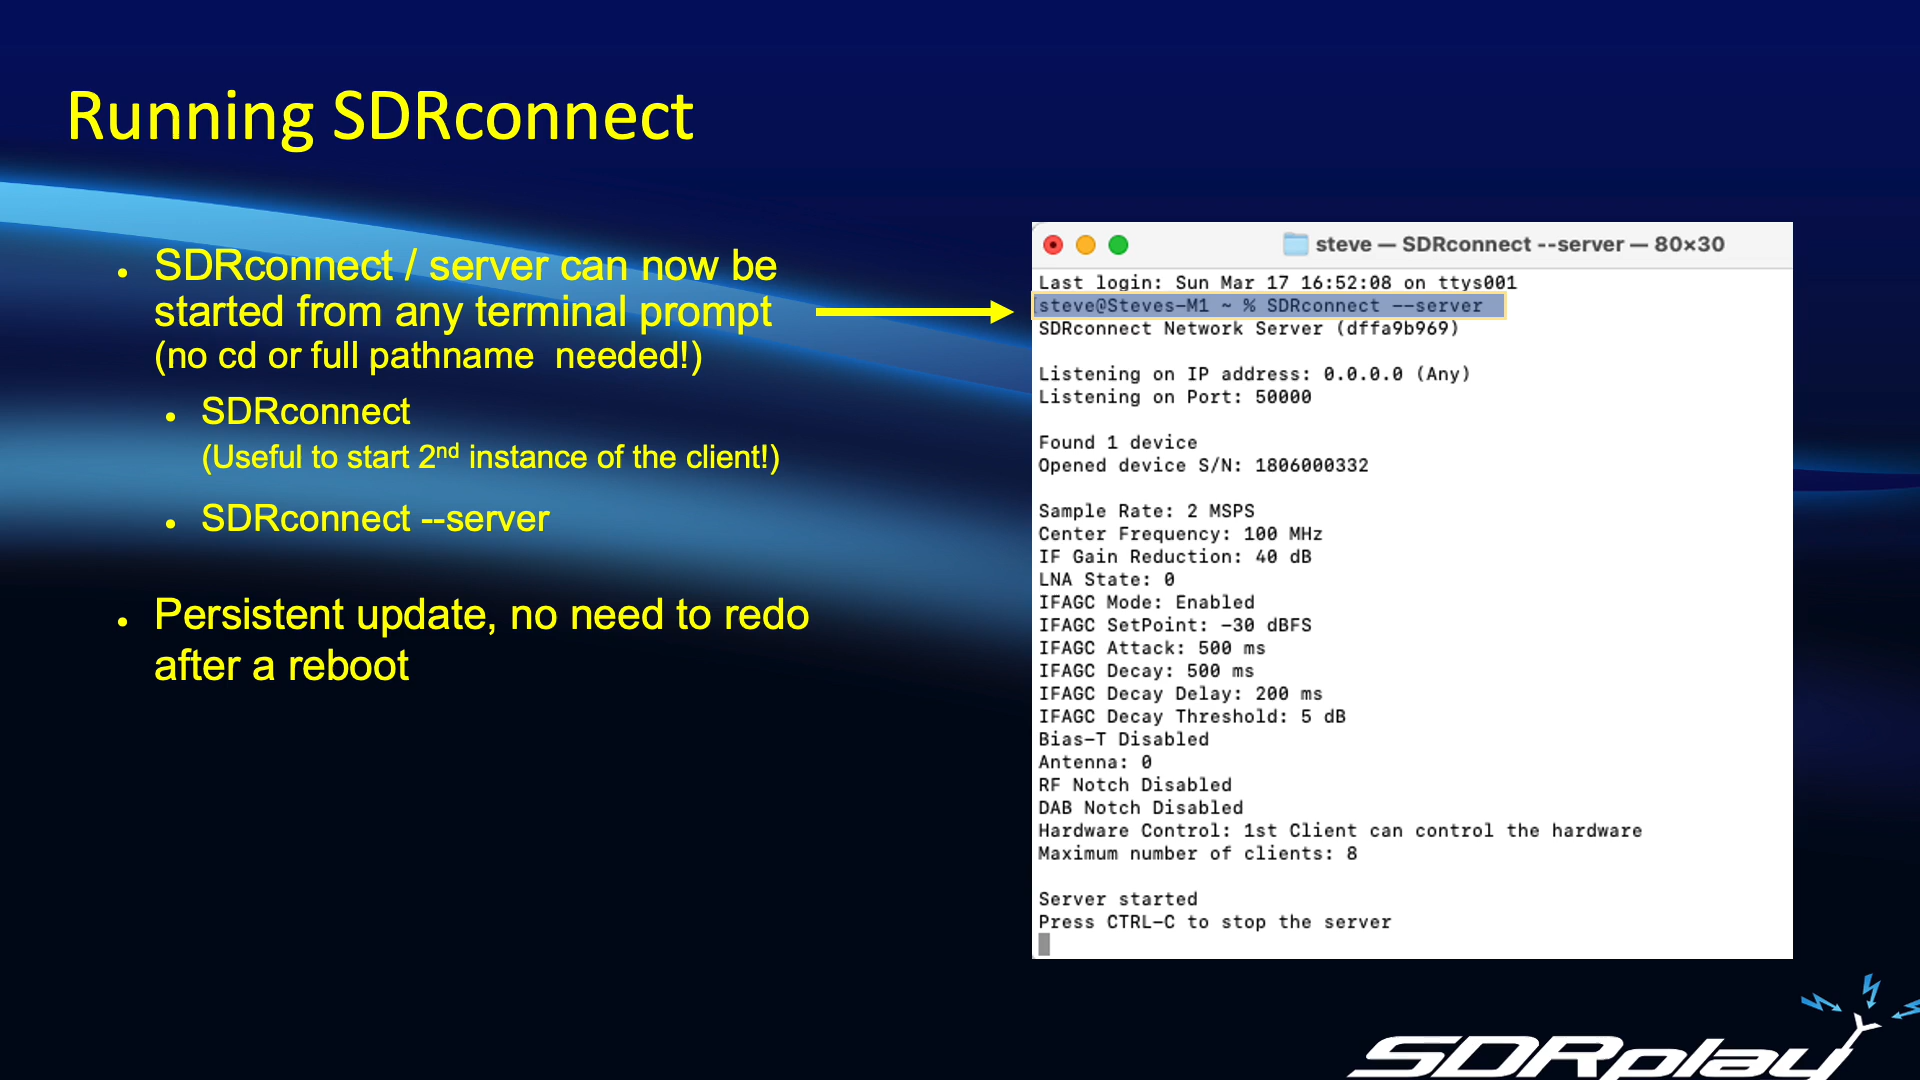 Running SDRconnect
• SDRconnect / server can now be
started from any terminal prompt
(no cd or full pathname  needed!)
• SDRconnect
(Useful to start 2nd instance of the client!)
• SDRconnect --server
• Persistent update, no need to redo
after a reboot
steve — SDRconnect --server — 80×30
Last login: Sun Mar 17 16:52:08 on ttys001
steve@Steves-M1 ~ % SDRconnect --server
SDRconnect Network Server (dffa9b969)
Listening on IP address: 0.0.0.0 (Any)
Listening on Port: 50000
Found 1 device
Opened device S/N: 1806000332
Sample Rate: 2 MSPS
Center Frequency: 100 MHz
IF Gain Reduction: 40 dB
LNA State: 0
IFAGC Mode: Enabled
IFAGC SetPoint: -30 dBFS
IFAGC Attack: 500 ms
IFAGC Decay: 500 ms
IFAGC Decay Delay: 200 ms
IFAGC Decay Threshold: 5 dB
Bias-T Disabled
Antenna: 0
RF Notch Disabled
DAB Notch Disabled
Hardware Control: 1st Client can control the hardware
Maximum number of clients: 8
Server started
Press CTRL-C to stop the server
SDRplay